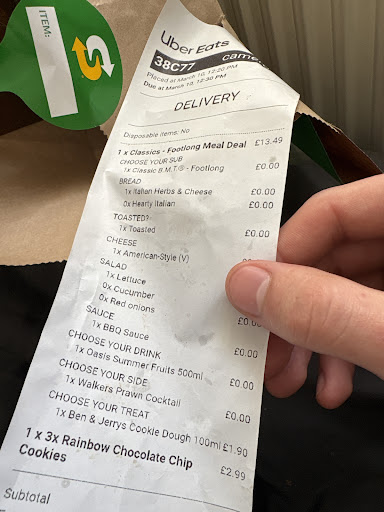 ITEM:
S
Uber Eats
38C77
Placed at March 10, 12:20 PM
Due at March 10, 12:30 PM
DELIVERY
Disposable items: No
1 x Classics - Footlong Meal Deal £13.49
CHOOSE YOUR SUB
1x Classic B.M.T.® - Footlong £0.00
BREAD
1x Italian Herbs & Cheese £0.00
0x Hearty Italian £0.00
TOASTED?
1x Toasted £0.00
CHEESE
1x American-Style (V)
SALAD
1x Lettuce
0x Cucumber
0x Red onions £0.00
SAUCE
1x BBQ Sauce £0.00
CHOOSE YOUR DRINK
1x Oasis Summer Fruits 500ml £0.00
CHOOSE YOUR SIDE
1x Walkers Prawn Cocktail £0.00
CHOOSE YOUR TREAT
1x Ben & Jerrys Cookie Dough 100ml £1.90
1 x 3x Rainbow Chocolate Chip £2.99
Cookies
Subtotal